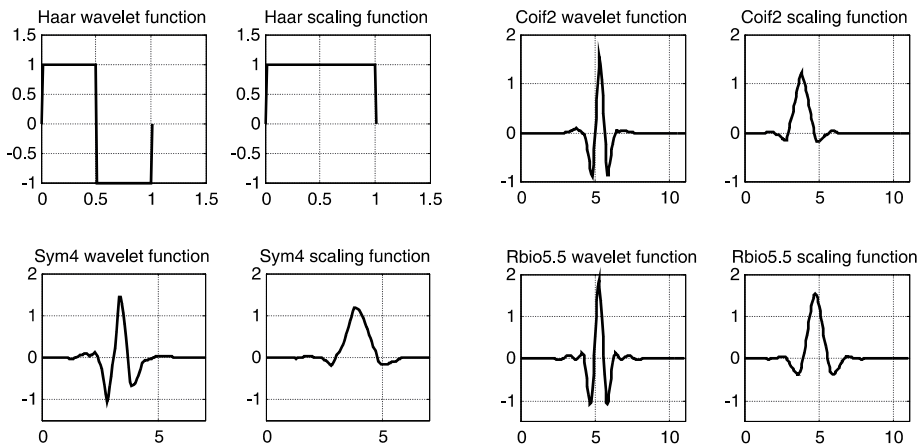 Haar wavelet function
1.5
1
0.5
0
-0.5
-1
0 0.5 1 1.5
Haar scaling function
1.5
1
0.5
0
-0.5
-1
0 0.5 1 1.5
Coif2 wavelet function
2
1
0
-1
0 5 10
Coif2 scaling function
2
1
0
-1
0 5 10
Sym4 wavelet function
2
1
0
-1
0 5
Sym4 scaling function
2
1
0
-1
0 5
Rbio5.5 wavelet function
2
1
0
-1
0 5 10
Rbio5.5 scaling function
2
1
0
-1
0 5 10